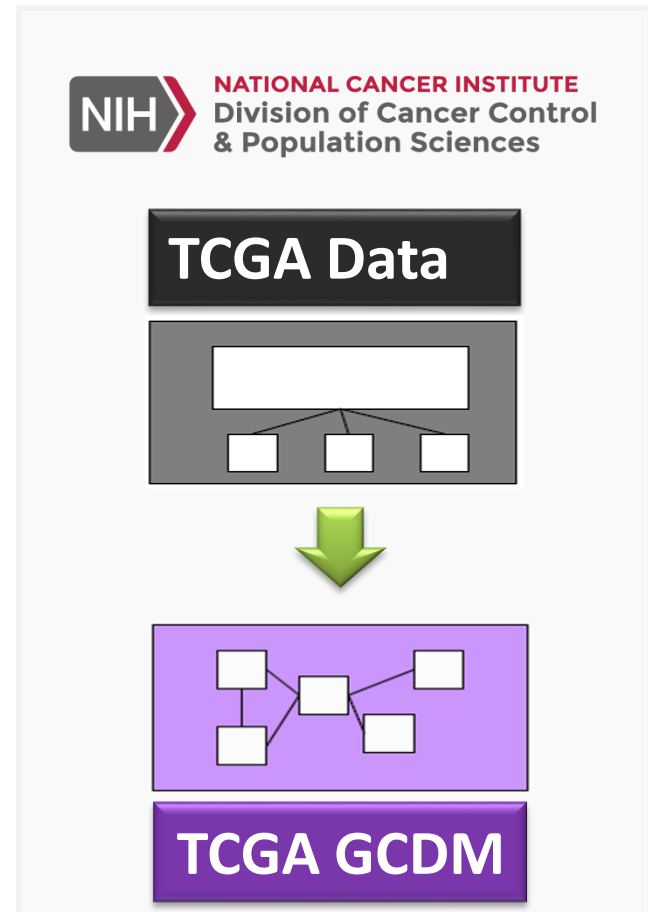 NIH
NATIONAL CANCER INSTITUTE
Division of Cancer Control
& Population Sciences
TCGA Data
TCGA GCDM